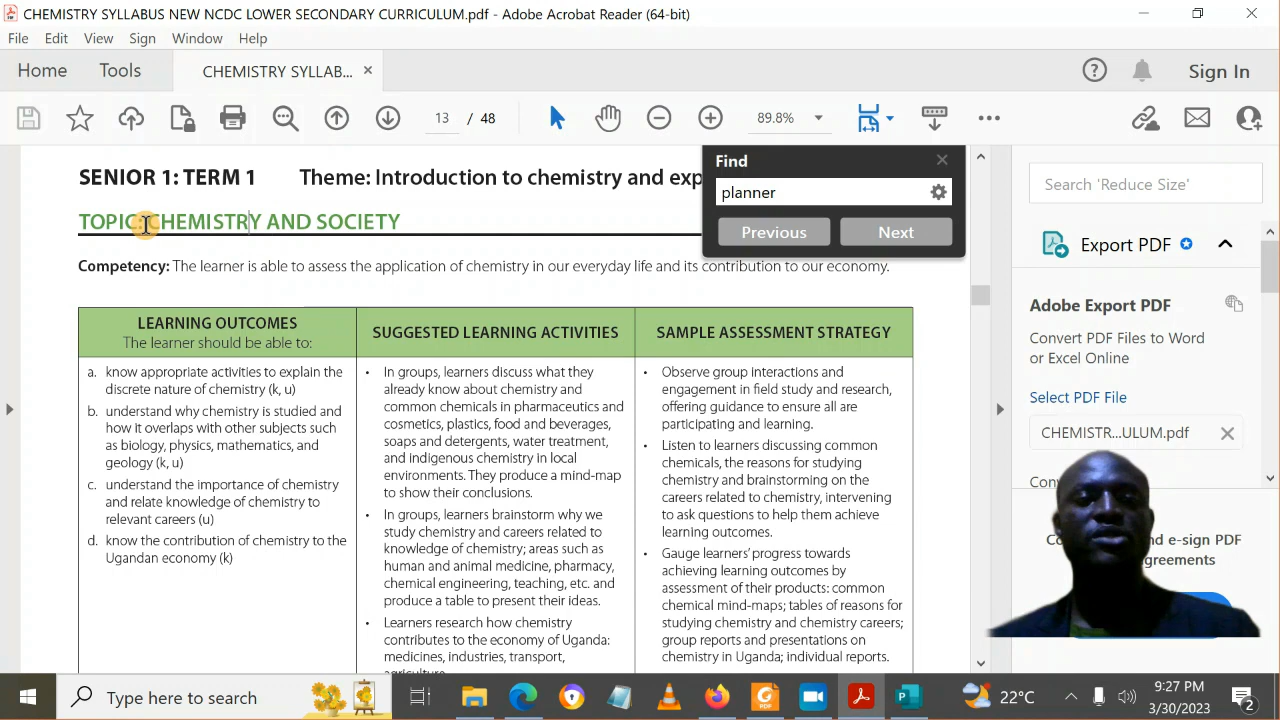 CHEMISTRY SYLLABUS NEW NCDC LOWER SECONDARY CURRICULUM.pdf - Adobe Acrobat Reader (64-bit)
File Edit View Sign Window Help
Home Tools CHEMISTRY SYLLAB... × Sign In
13 / 48 89.8%
SENIOR 1: TERM 1 Theme: Introduction to chemistry and exp
TOPIC: CHEMISTRY AND SOCIETY
Competency: The learner is able to assess the application of chemistry in our everyday life and its contribution to our economy.
LEARNING OUTCOMES
The learner should be able to:
a. know appropriate activities to explain the
discrete nature of chemistry (k, u)
b. understand why chemistry is studied and
how it overlaps with other subjects such
as biology, physics, mathematics, and
geology (k, u)
c. understand the importance of chemistry
and relate knowledge of chemistry to
relevant careers (u)
d. know the contribution of chemistry to the
Ugandan economy (k)
SUGGESTED LEARNING ACTIVITIES
• In groups, learners discuss what they
already know about chemistry and
common chemicals in pharmaceutics and
cosmetics, plastics, food and beverages,
soaps and detergents, water treatment,
and indigenous chemistry in local
environments. They produce a mind-map
to show their conclusions.
• In groups, learners brainstorm why we
study chemistry and careers related to
knowledge of chemistry; areas such as
human and animal medicine, pharmacy,
chemical engineering, teaching, etc. and
produce a table to present their ideas.
• Learners research how chemistry
contributes to the economy of Uganda:
medicines, industries, transport,
agriculture
SAMPLE ASSESSMENT STRATEGY
• Observe group interactions and
engagement in field study and research,
offering guidance to ensure all are
participating and learning.
• Listen to learners discussing common
chemicals, the reasons for studying
chemistry and brainstorming on the
careers related to chemistry, intervening
to ask questions to help them achieve
learning outcomes.
• Gauge learners' progress towards
achieving learning outcomes by
assessment of their products: common
chemical mind-maps; tables of reasons for
studying chemistry and chemistry careers;
group reports and presentations on
chemistry in Uganda; individual reports.
Find
planner
Previous Next
Search 'Reduce Size'
Export PDF
Adobe Export PDF
Convert PDF Files to Word
or Excel Online
Select PDF File
CHEMISTR...ULUM.pdf
nd e-sign PDF
greements
Type here to search
22°C
9:27 PM
3/30/2023
2